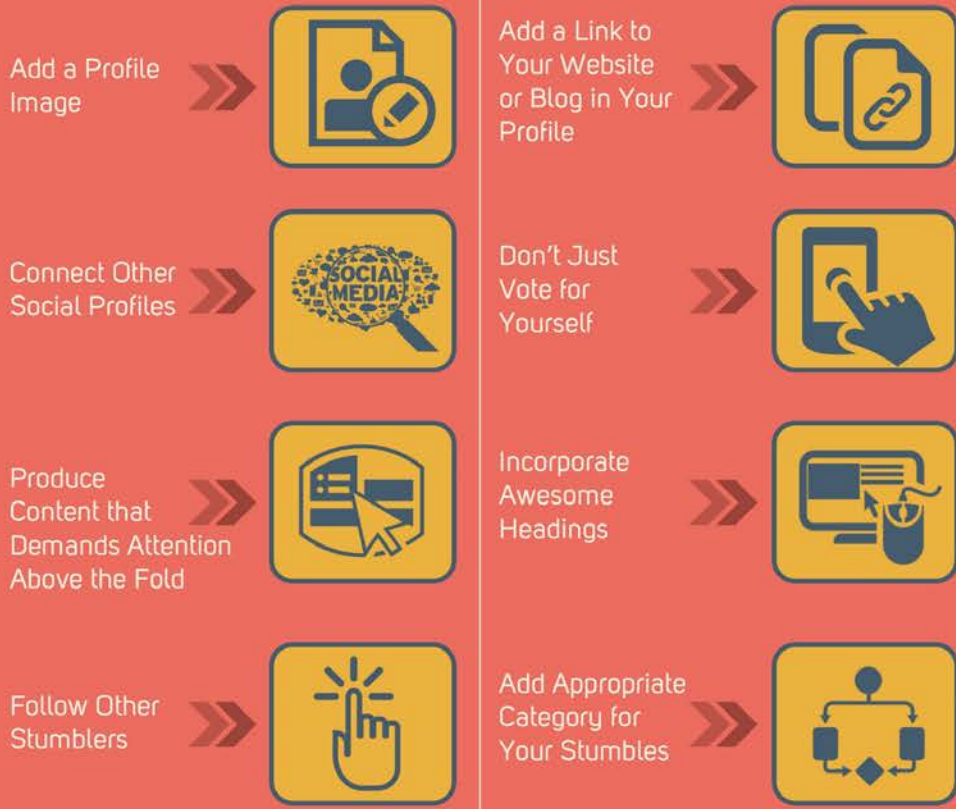 Add a Profile
Image
Add a Link to
Your Website
or Blog in Your
Profile
Connect Other
Social Profiles
SOCIAL
MEDIA
Don't Just
Vote for
Yourself
Produce
Content that
Demands Attention
Above the Fold
Incorporate
Awesome
Headings
Follow Other
Stumblers
Add Appropriate
Category for
Your Stumbles